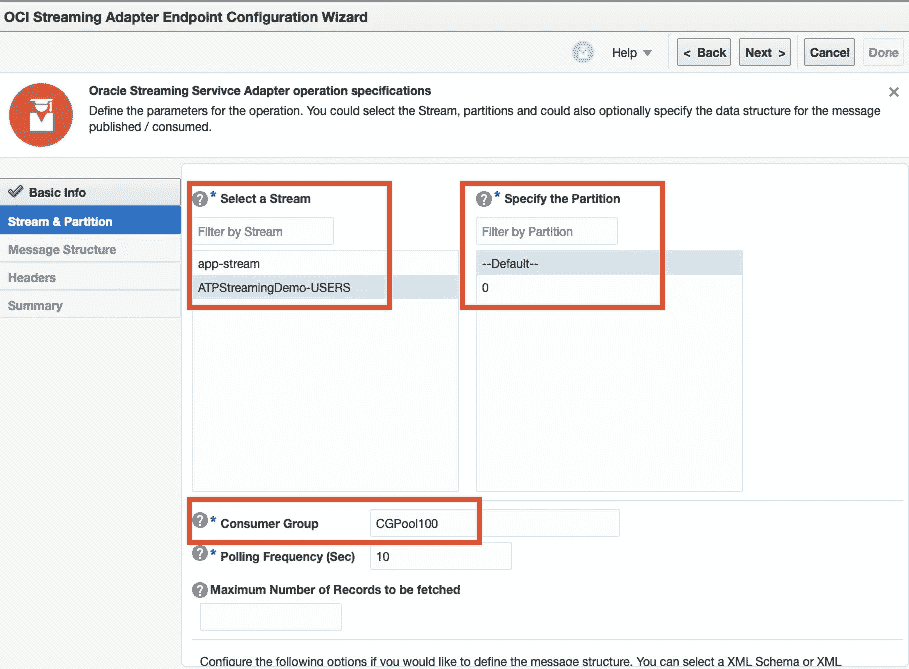 OCI Streaming Adapter Endpoint Configuration Wizard
Help < Back Next > Cancel Done
Oracle Streaming Servivce Adapter operation specifications
Define the parameters for the operation. You could select the Stream, partitions and could also optionally specify the data structure for the message
published / consumed.
Basic Info
Stream & Partition
Message Structure
Headers
Summary
? * Select a Stream
Filter by Stream
app-stream
ATPStreamingDemo-USERS
? * Specify the Partition
Filter by Partition
--Default--
0
? * Consumer Group CGPool100
? * Polling Frequency (Sec) 10
? Maximum Number of Records to be fetched
Configure the following options if you would like to define the message structure. You can select a XML Schema or XML